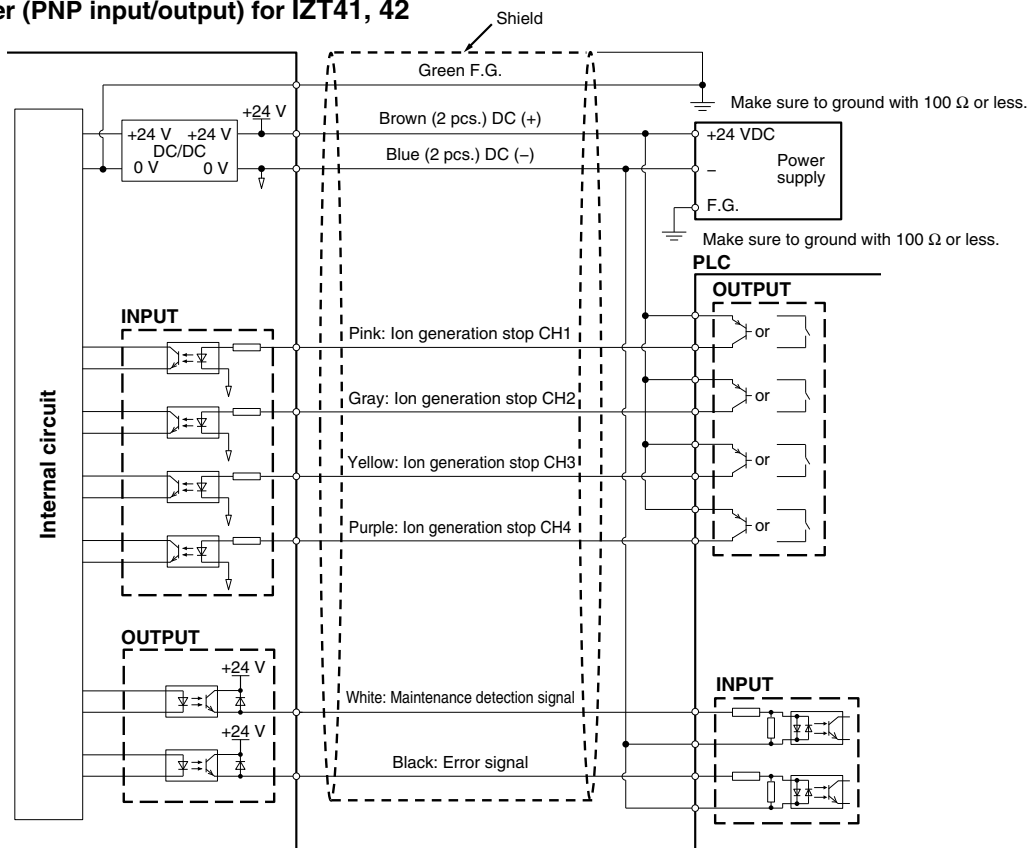 er (PNP input/output) for IZT41, 42
Shield
Green F.G.
Make sure to ground with 100 Ω or less.
+24 V
Brown (2 pcs.) DC (+)
+24 V +24 V
DC/DC
0 V 0 V
Blue (2 pcs.) DC (−)
+24 VDC
−
Power
supply
F.G.
Make sure to ground with 100 Ω or less.
PLC
OUTPUT
INPUT
Pink: Ion generation stop CH1
or
Gray: Ion generation stop CH2
or
Internal circuit
Yellow: Ion generation stop CH3
or
Purple: Ion generation stop CH4
or
OUTPUT
+24 V
INPUT
White: Maintenance detection signal
+24 V
Black: Error signal